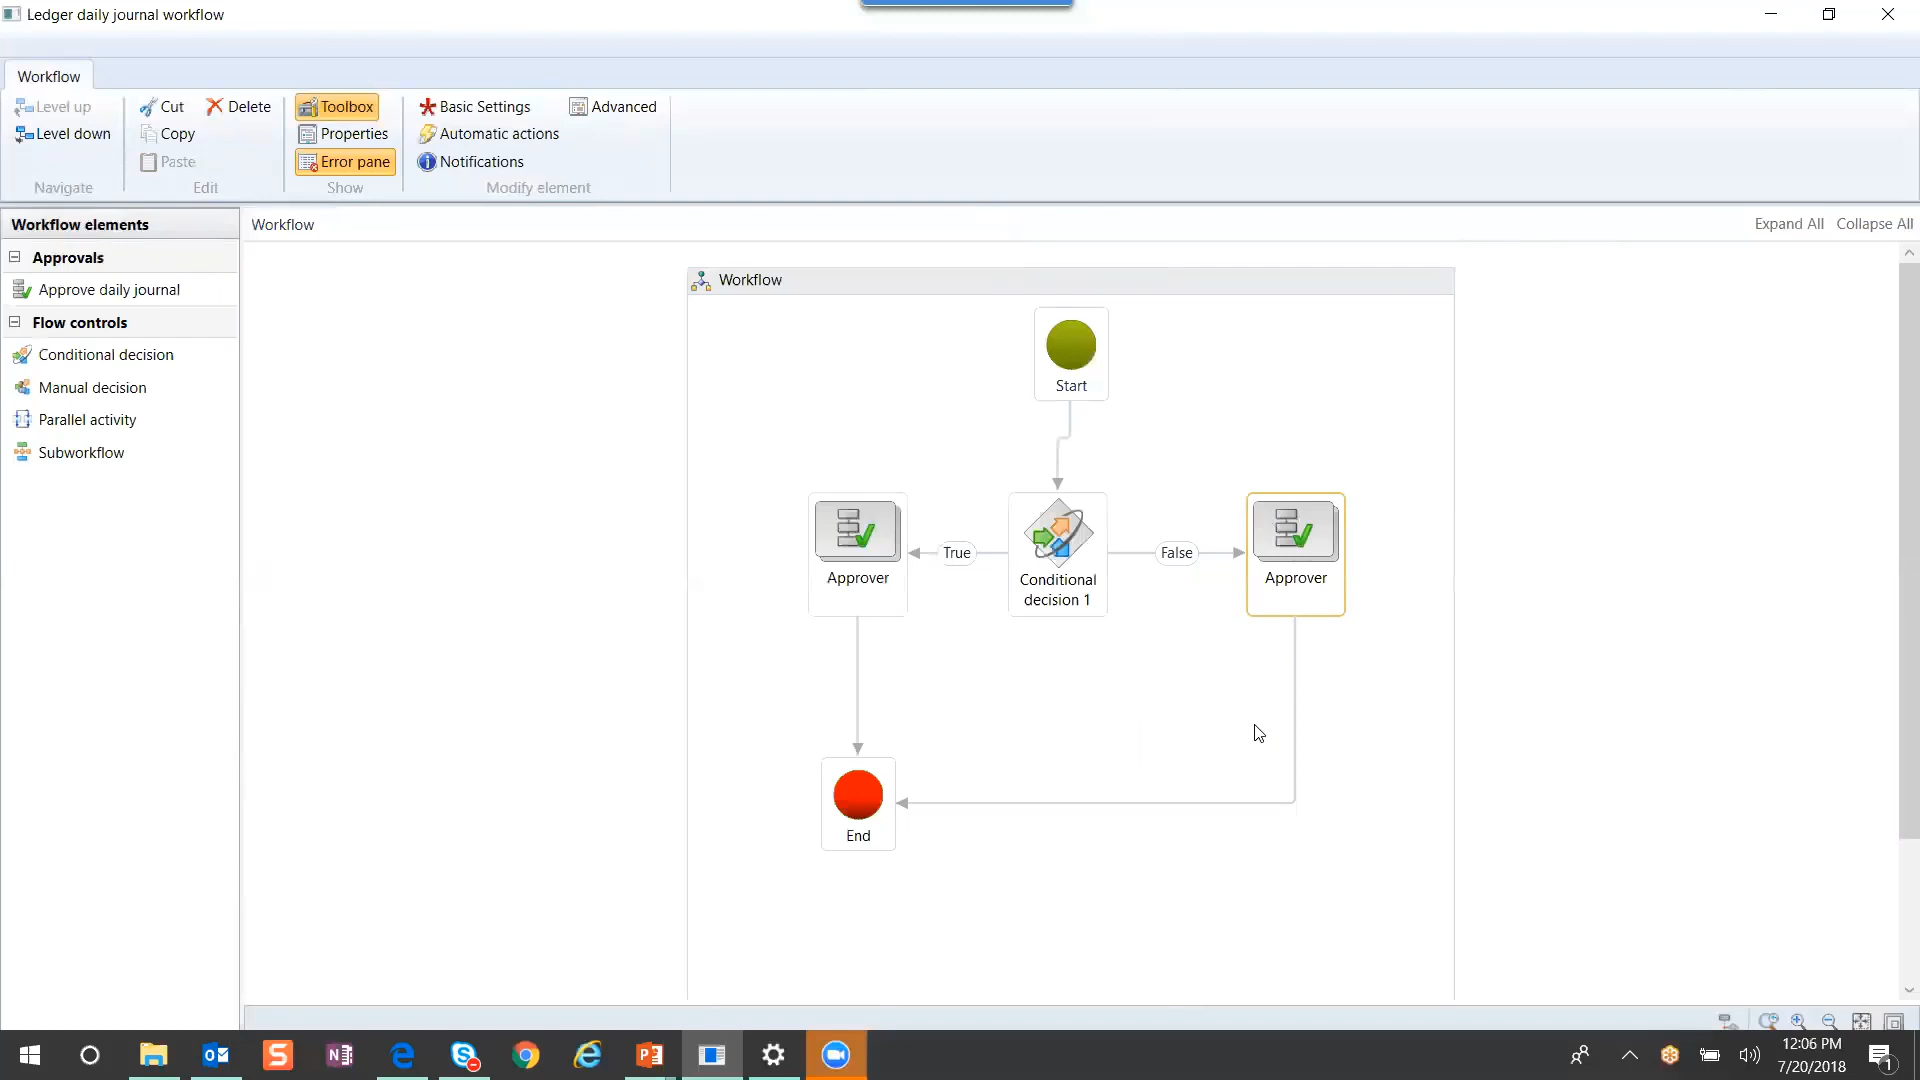 Ledger daily journal workflow
Workflow
Level up
Level down
Navigate
Cut
Delete
Copy
Paste
Edit
Toolbox
Properties
Error pane
Show
Basic Settings
Advanced
Automatic actions
Notifications
Modify element
Workflow elements
Approvals
Approve daily journal
Flow controls
Conditional decision
Manual decision
Parallel activity
Subworkflow
Workflow
Expand All
Collapse All
Workflow
Start
Approver
True
Conditional
decision 1
False
Approver
End
12:06 PM
7/20/2018
1